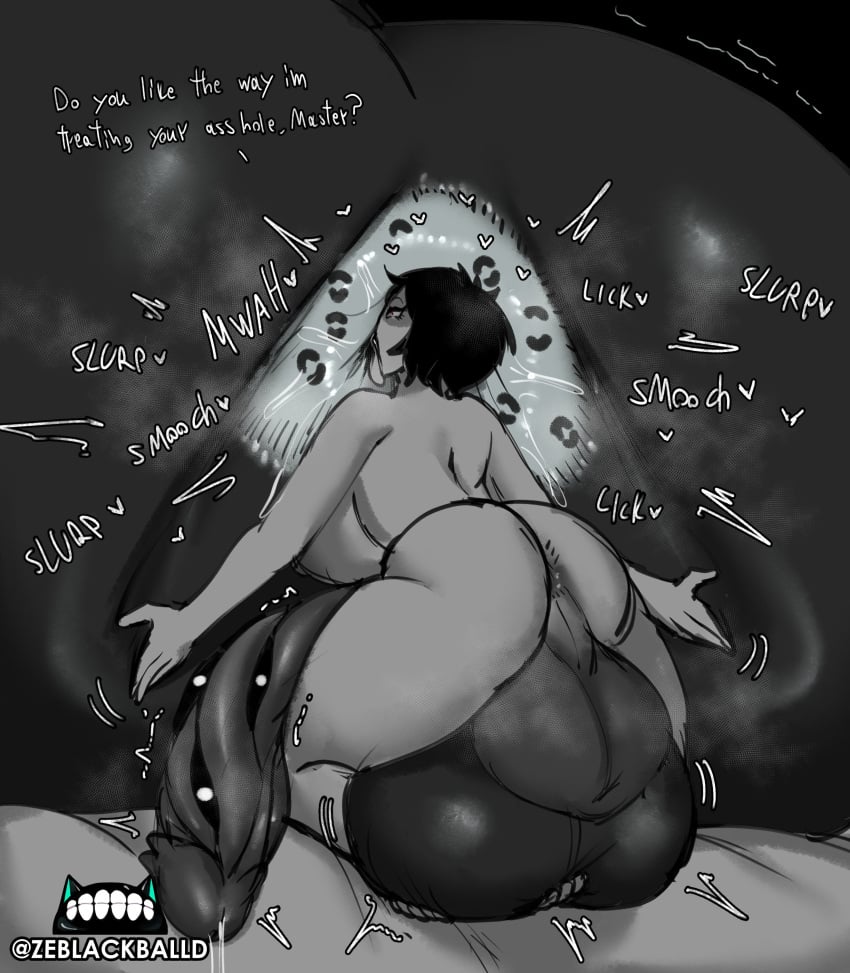 Do you like the way im
treating your asshole, Master?
MWAH
LICK
SLURP
SLURP
SMooch
SMooch
SLURP
LICK
@ZEBLACKBALLD